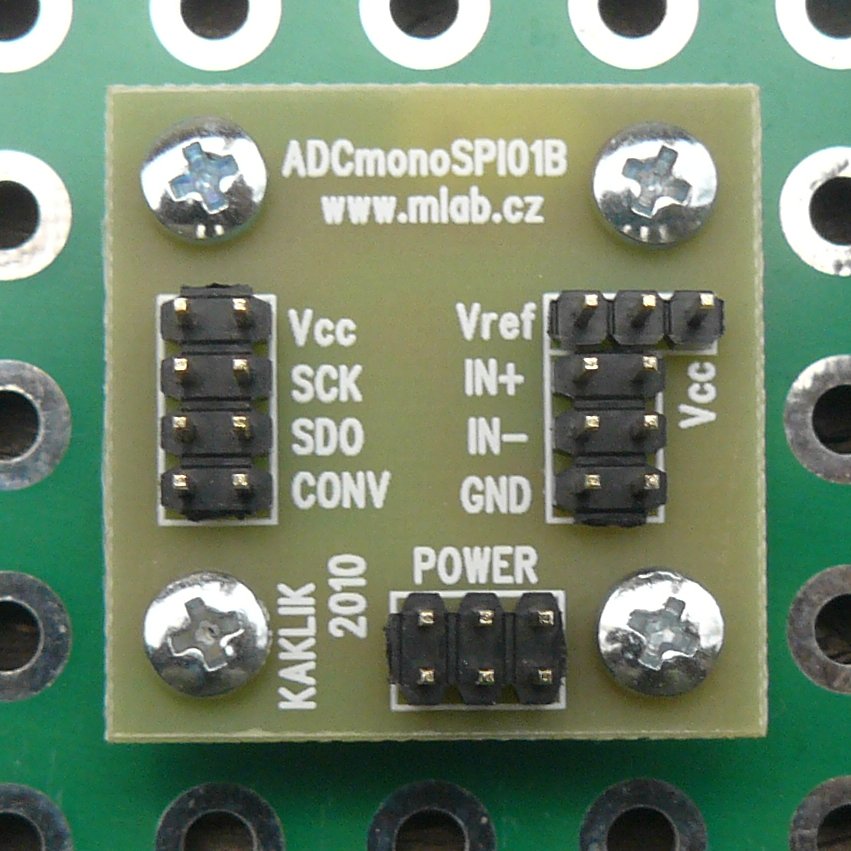 ADCmonoSPI01B
www.mlab.cz
Vcc
SCK
SDO
CONV
Vref
IN+
IN-
GND
Vcc
POWER
KAKLIK
2010